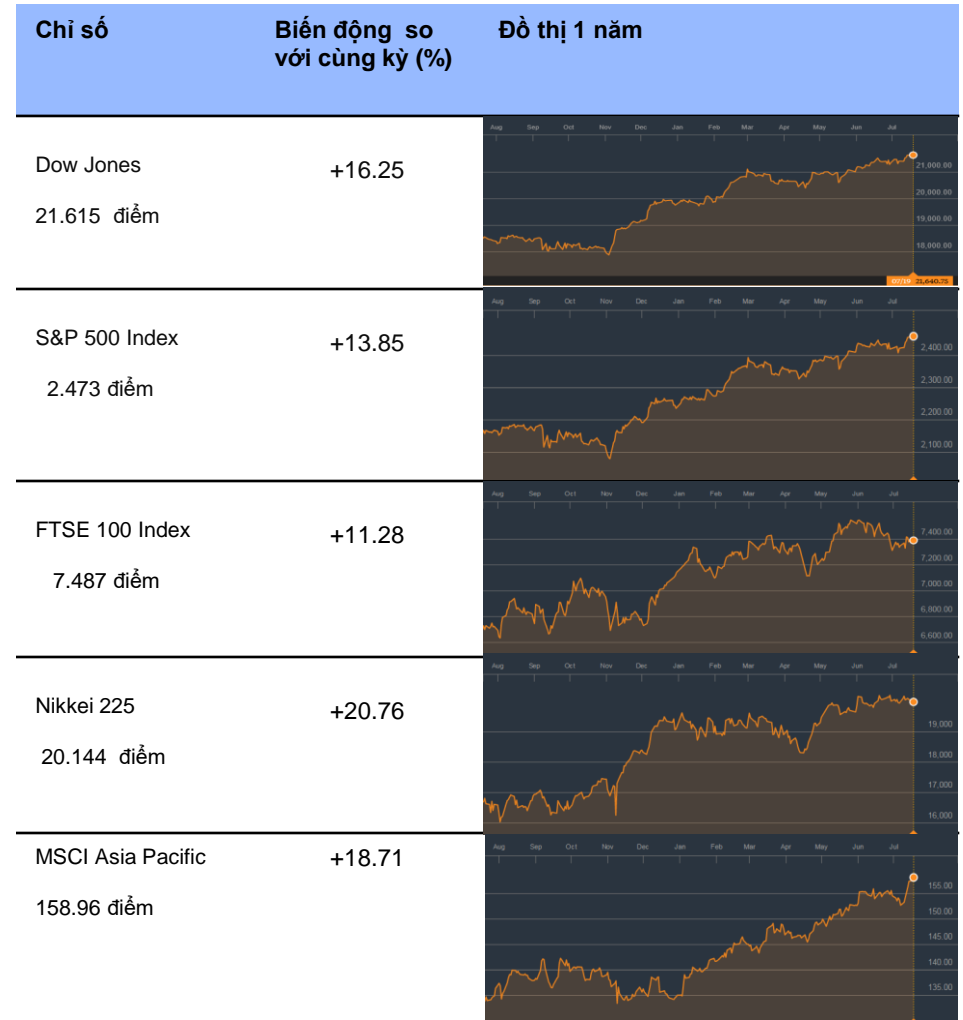 Chỉ số
Biến động so
với cùng kỳ (%)
Đồ thị 1 năm
Dow Jones
21.615 điểm
+16.25
Aug Sep Oct Nov Dec Jan Feb Mar Apr May Jun Jul
21,000.00
20,000.00
19,000.00
18,000.00
07/19 21,640.75
S&P 500 Index
2.473 điểm
+13.85
Aug Sep Oct Nov Dec Jan Feb Mar Apr May Jun Jul
2,400.00
2,300.00
2,200.00
2,100.00
FTSE 100 Index
7.487 điểm
+11.28
Aug Sep Oct Nov Dec Jan Feb Mar Apr May Jun Jul
7,400.00
7,200.00
7,000.00
6,800.00
6,600.00
Nikkei 225
20.144 điểm
+20.76
Aug Sep Oct Nov Dec Jan Feb Mar Apr May Jun Jul
19,000
18,000
17,000
16,000
MSCI Asia Pacific
158.96 điểm
+18.71
Aug Sep Oct Nov Dec Jan Feb Mar Apr May Jun Jul
155.00
150.00
145.00
140.00
135.00